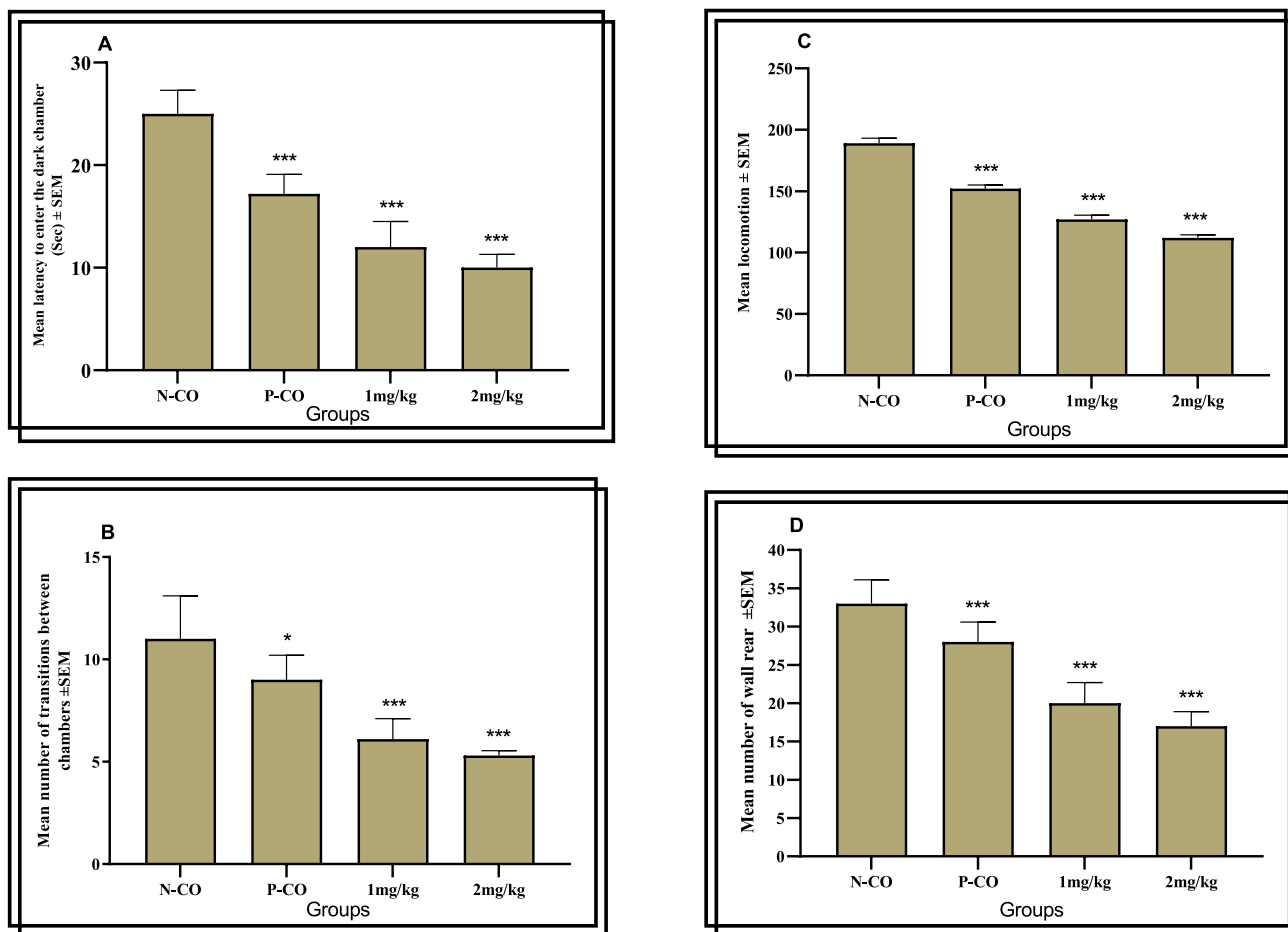 A
Mean latency to enter the dark chamber
(Sec) ± SEM
30
20
10
0
***
***
***
N-CO
P-CO
1mg/kg
2mg/kg
Groups
C
Mean locomotion ± SEM
250
200
150
100
50
0
***
***
***
N-CO
P-CO
1mg/kg
2mg/kg
Groups
B
Mean number of transitions between
chambers ±SEM
15
10
5
0
*
***
***
N-CO
P-CO
1mg/kg
2mg/kg
Groups
D
Mean number of wall rear ±SEM
40
35
30
25
20
15
10
5
0
***
***
***
N-CO
P-CO
1mg/kg
2mg/kg
Groups